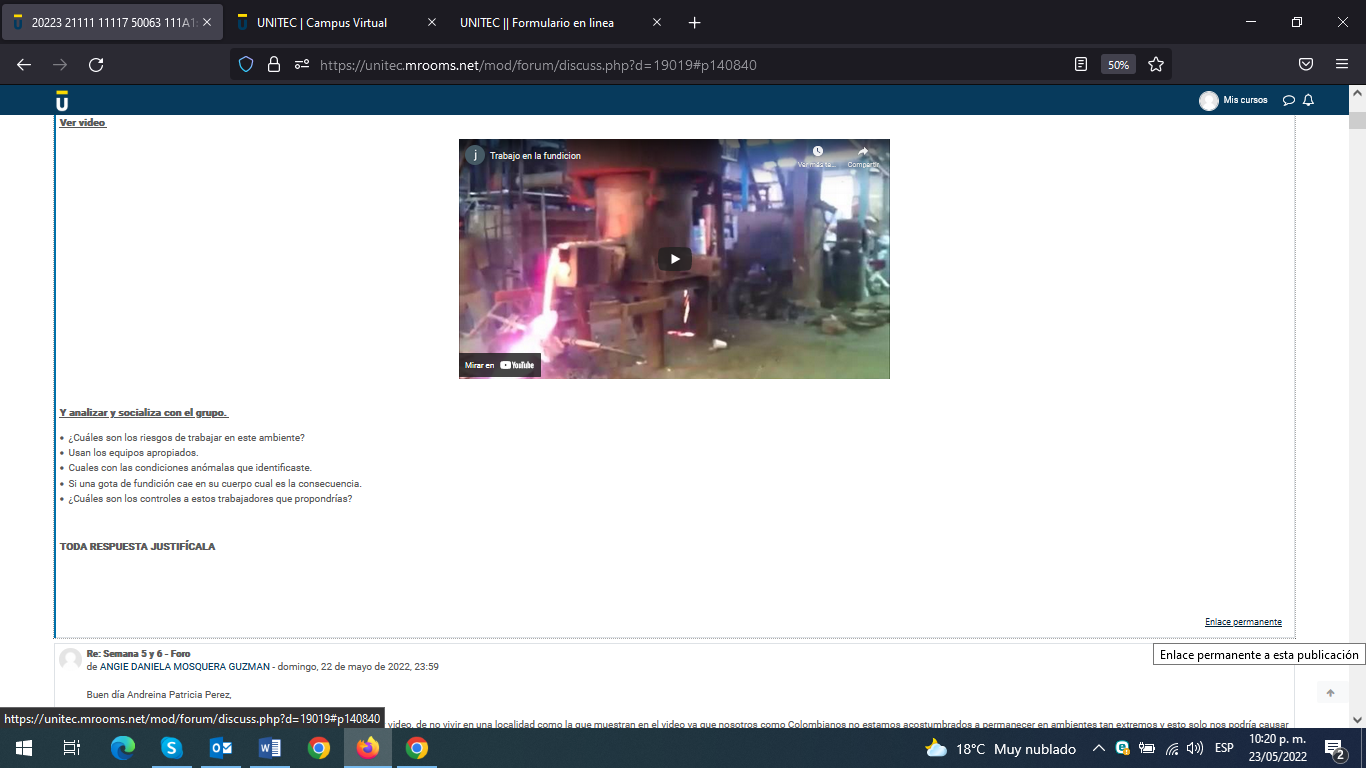 20223 21111 11117 50063 111A1
UNITEC | Campus Virtual
UNITEC || Formulario en linea
https://unitec.mrooms.net/mod/forum/discuss.php?d=19019#p140840
50%
Mis cursos
Ver video
j
Trabajo en la fundicion
Ver más ta...
Compartir
Mirar en YouTube
Y analizar y socializa con el grupo.
¿Cuáles son los riesgos de trabajar en este ambiente?
Usan los equipos apropiados.
Cuales con las condiciones anómalas que identificaste.
Si una gota de fundición cae en su cuerpo cual es la consecuencia.
¿Cuáles son los controles a estos trabajadores que propondrías?
TODA RESPUESTA JUSTIFÍCALA
Enlace permanente
Enlace permanente a esta publicación
Re: Semana 5 y 6 - Foro
de ANGIE DANIELA MOSQUERA GUZMAN - domingo, 22 de mayo de 2022, 23:59
Buen día Andreina Patricia Perez,
https://unitec.mrooms.net/mod/forum/discuss.php?d=19019#p140840
video, de no vivir en una localidad como la que muestran en el video ya que nosotros como Colombianos no estamos acostumbrados a permanecer en ambientes tan extremos y esto solo nos podría causar
18°C Muy nublado
ESP
10:20 p. m.
23/05/2022
2